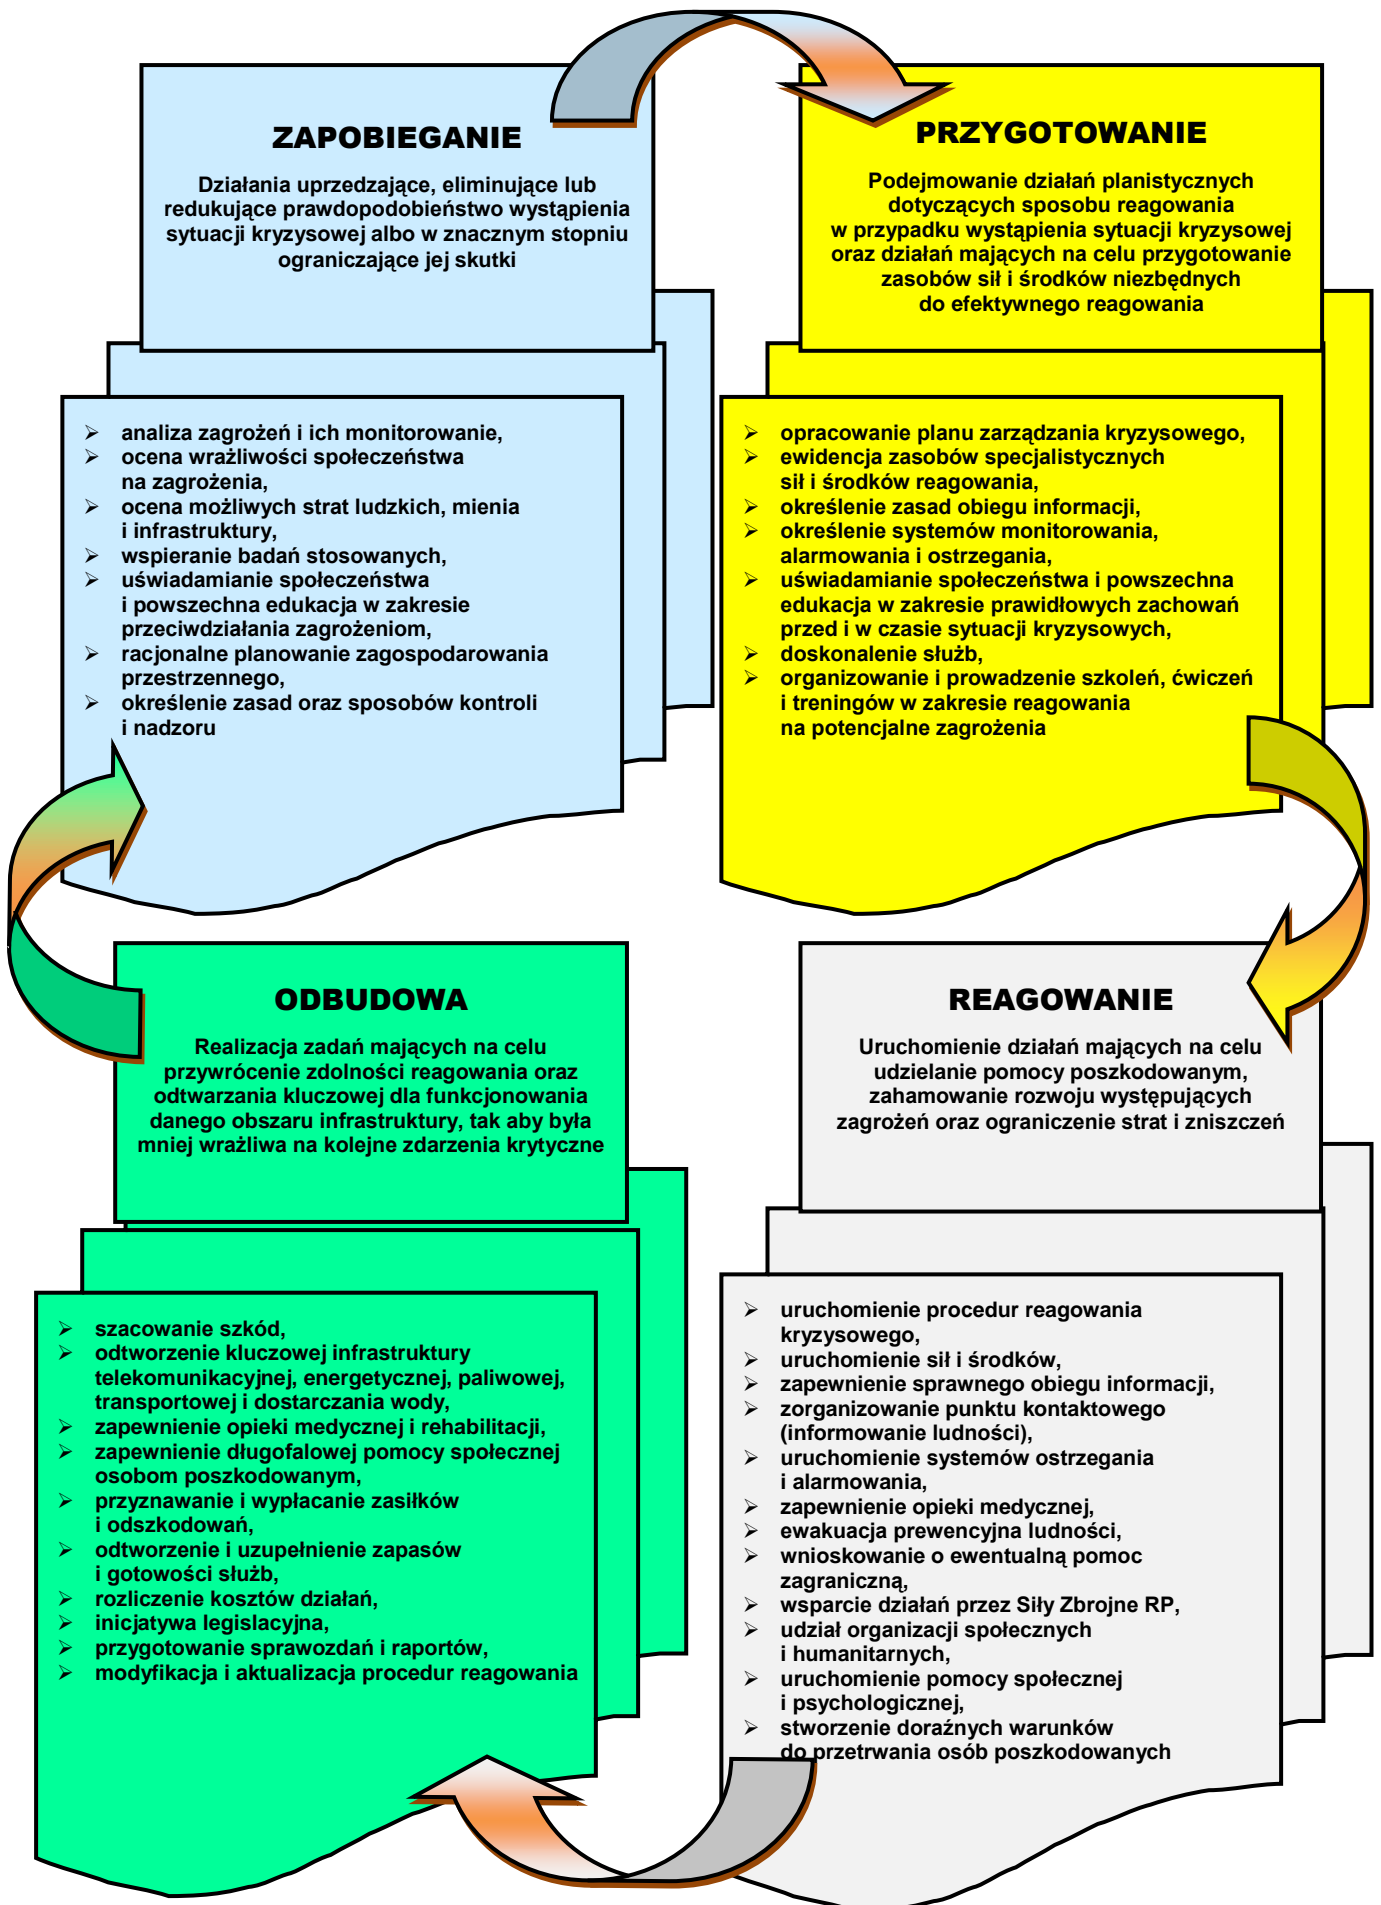 ZAPOBIEGANIE
Działania uprzedzające, eliminujące lub
redukujące prawdopodobieństwo wystąpienia
sytuacji kryzysowej albo w znacznym stopniu
ograniczające jej skutki
➢ analiza zagrożeń i ich monitorowanie,
➢ ocena wrażliwości społeczeństwa
na zagrożenia,
➢ ocena możliwych strat ludzkich, mienia
i infrastruktury,
➢ wspieranie badań stosowanych,
➢ uświadamianie społeczeństwa
i powszechna edukacja w zakresie
przeciwdziałania zagrożeniom,
➢ racjonalne planowanie zagospodarowania
przestrzennego,
➢ określenie zasad oraz sposobów kontroli
i nadzoru
PRZYGOTOWANIE
Podejmowanie działań planistycznych
dotyczących sposobu reagowania
w przypadku wystąpienia sytuacji kryzysowej
oraz działań mających na celu przygotowanie
zasobów sił i środków niezbędnych
do efektywnego reagowania
➢ opracowanie planu zarządzania kryzysowego,
➢ ewidencja zasobów specjalistycznych
sił i środków reagowania,
➢ określenie zasad obiegu informacji,
➢ określenie systemów monitorowania,
alarmowania i ostrzegania,
➢ uświadamianie społeczeństwa i powszechna
edukacja w zakresie prawidłowych zachowań
przed i w czasie sytuacji kryzysowych,
➢ doskonalenie służb,
➢ organizowanie i prowadzenie szkoleń, ćwiczeń
i treningów w zakresie reagowania
na potencjalne zagrożenia
ODBUDOWA
Realizacja zadań mających na celu
przywrócenie zdolności reagowania oraz
odtwarzania kluczowej dla funkcjonowania
danego obszaru infrastruktury, tak aby była
mniej wrażliwa na kolejne zdarzenia krytyczne
➢ szacowanie szkód,
➢ odtworzenie kluczowej infrastruktury
telekomunikacyjnej, energetycznej, paliwowej,
transportowej i dostarczania wody,
➢ zapewnienie opieki medycznej i rehabilitacji,
➢ zapewnienie długofalowej pomocy społecznej
osobom poszkodowanym,
➢ przyznawanie i wypłacanie zasiłków
i odszkodowań,
➢ odtworzenie i uzupełnienie zapasów
i gotowości służb,
➢ rozliczenie kosztów działań,
➢ inicjatywa legislacyjna,
➢ przygotowanie sprawozdań i raportów,
➢ modyfikacja i aktualizacja procedur reagowania
REAGOWANIE
Uruchomienie działań mających na celu
udzielanie pomocy poszkodowanym,
zahamowanie rozwoju występujących
zagrożeń oraz ograniczenie strat i zniszczeń
➢ uruchomienie procedur reagowania
kryzysowego,
➢ uruchomienie sił i środków,
➢ zapewnienie sprawnego obiegu informacji,
➢ zorganizowanie punktu kontaktowego
(informowanie ludności),
➢ uruchomienie systemów ostrzegania
i alarmowania,
➢ zapewnienie opieki medycznej,
➢ ewakuacja prewencyjna ludności,
➢ wnioskowanie o ewentualną pomoc
zagraniczną,
➢ wsparcie działań przez Siły Zbrojne RP,
➢ udział organizacji społecznych
i humanitarnych,
➢ uruchomienie pomocy społecznej
i psychologicznej,
➢ stworzenie doraźnych warunków
do przetrwania osób poszkodowanych